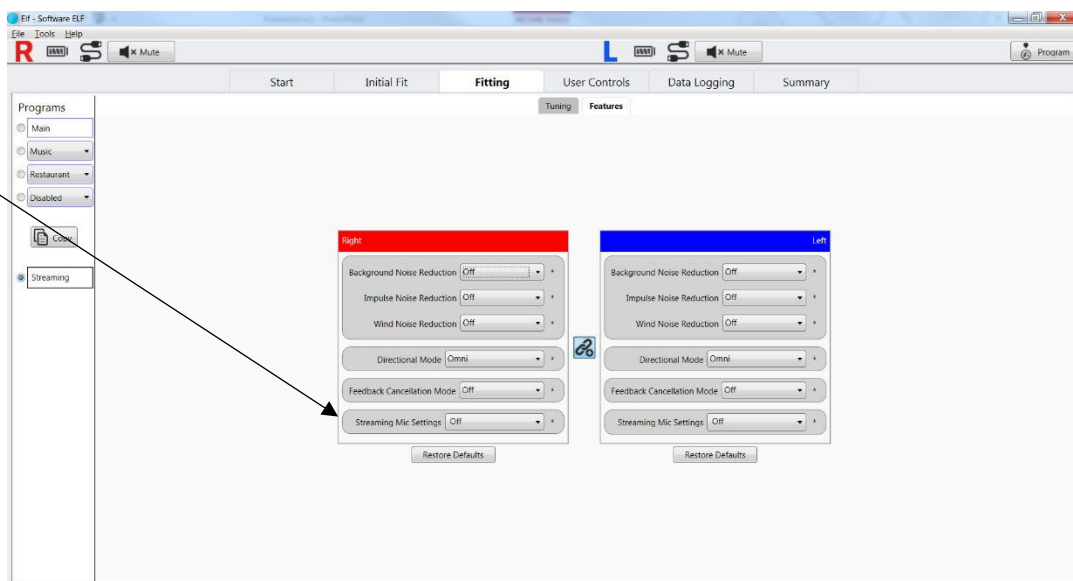 Elf - Software ELF
File Tools Help
R Mute L Mute Program
Start Initial Fit Fitting User Controls Data Logging Summary
Programs Tuning Features
Main
Music
Restaurant
Disabled
Copy
Streaming
Right
Background Noise Reduction Off *
Impulse Noise Reduction Off *
Wind Noise Reduction Off *
Directional Mode Omni *
Feedback Cancellation Mode Off *
Streaming Mic Settings Off *
Restore Defaults
Left
Background Noise Reduction Off *
Impulse Noise Reduction Off *
Wind Noise Reduction Off *
Directional Mode Omni *
Feedback Cancellation Mode Off *
Streaming Mic Settings Off *
Restore Defaults